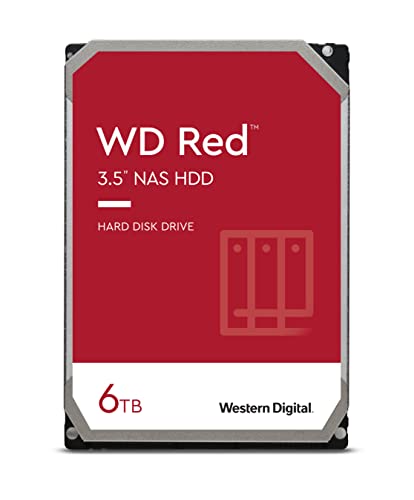 WD Red™
3.5" NAS HDD
HARD DISK DRIVE
6TB
Western Digital.